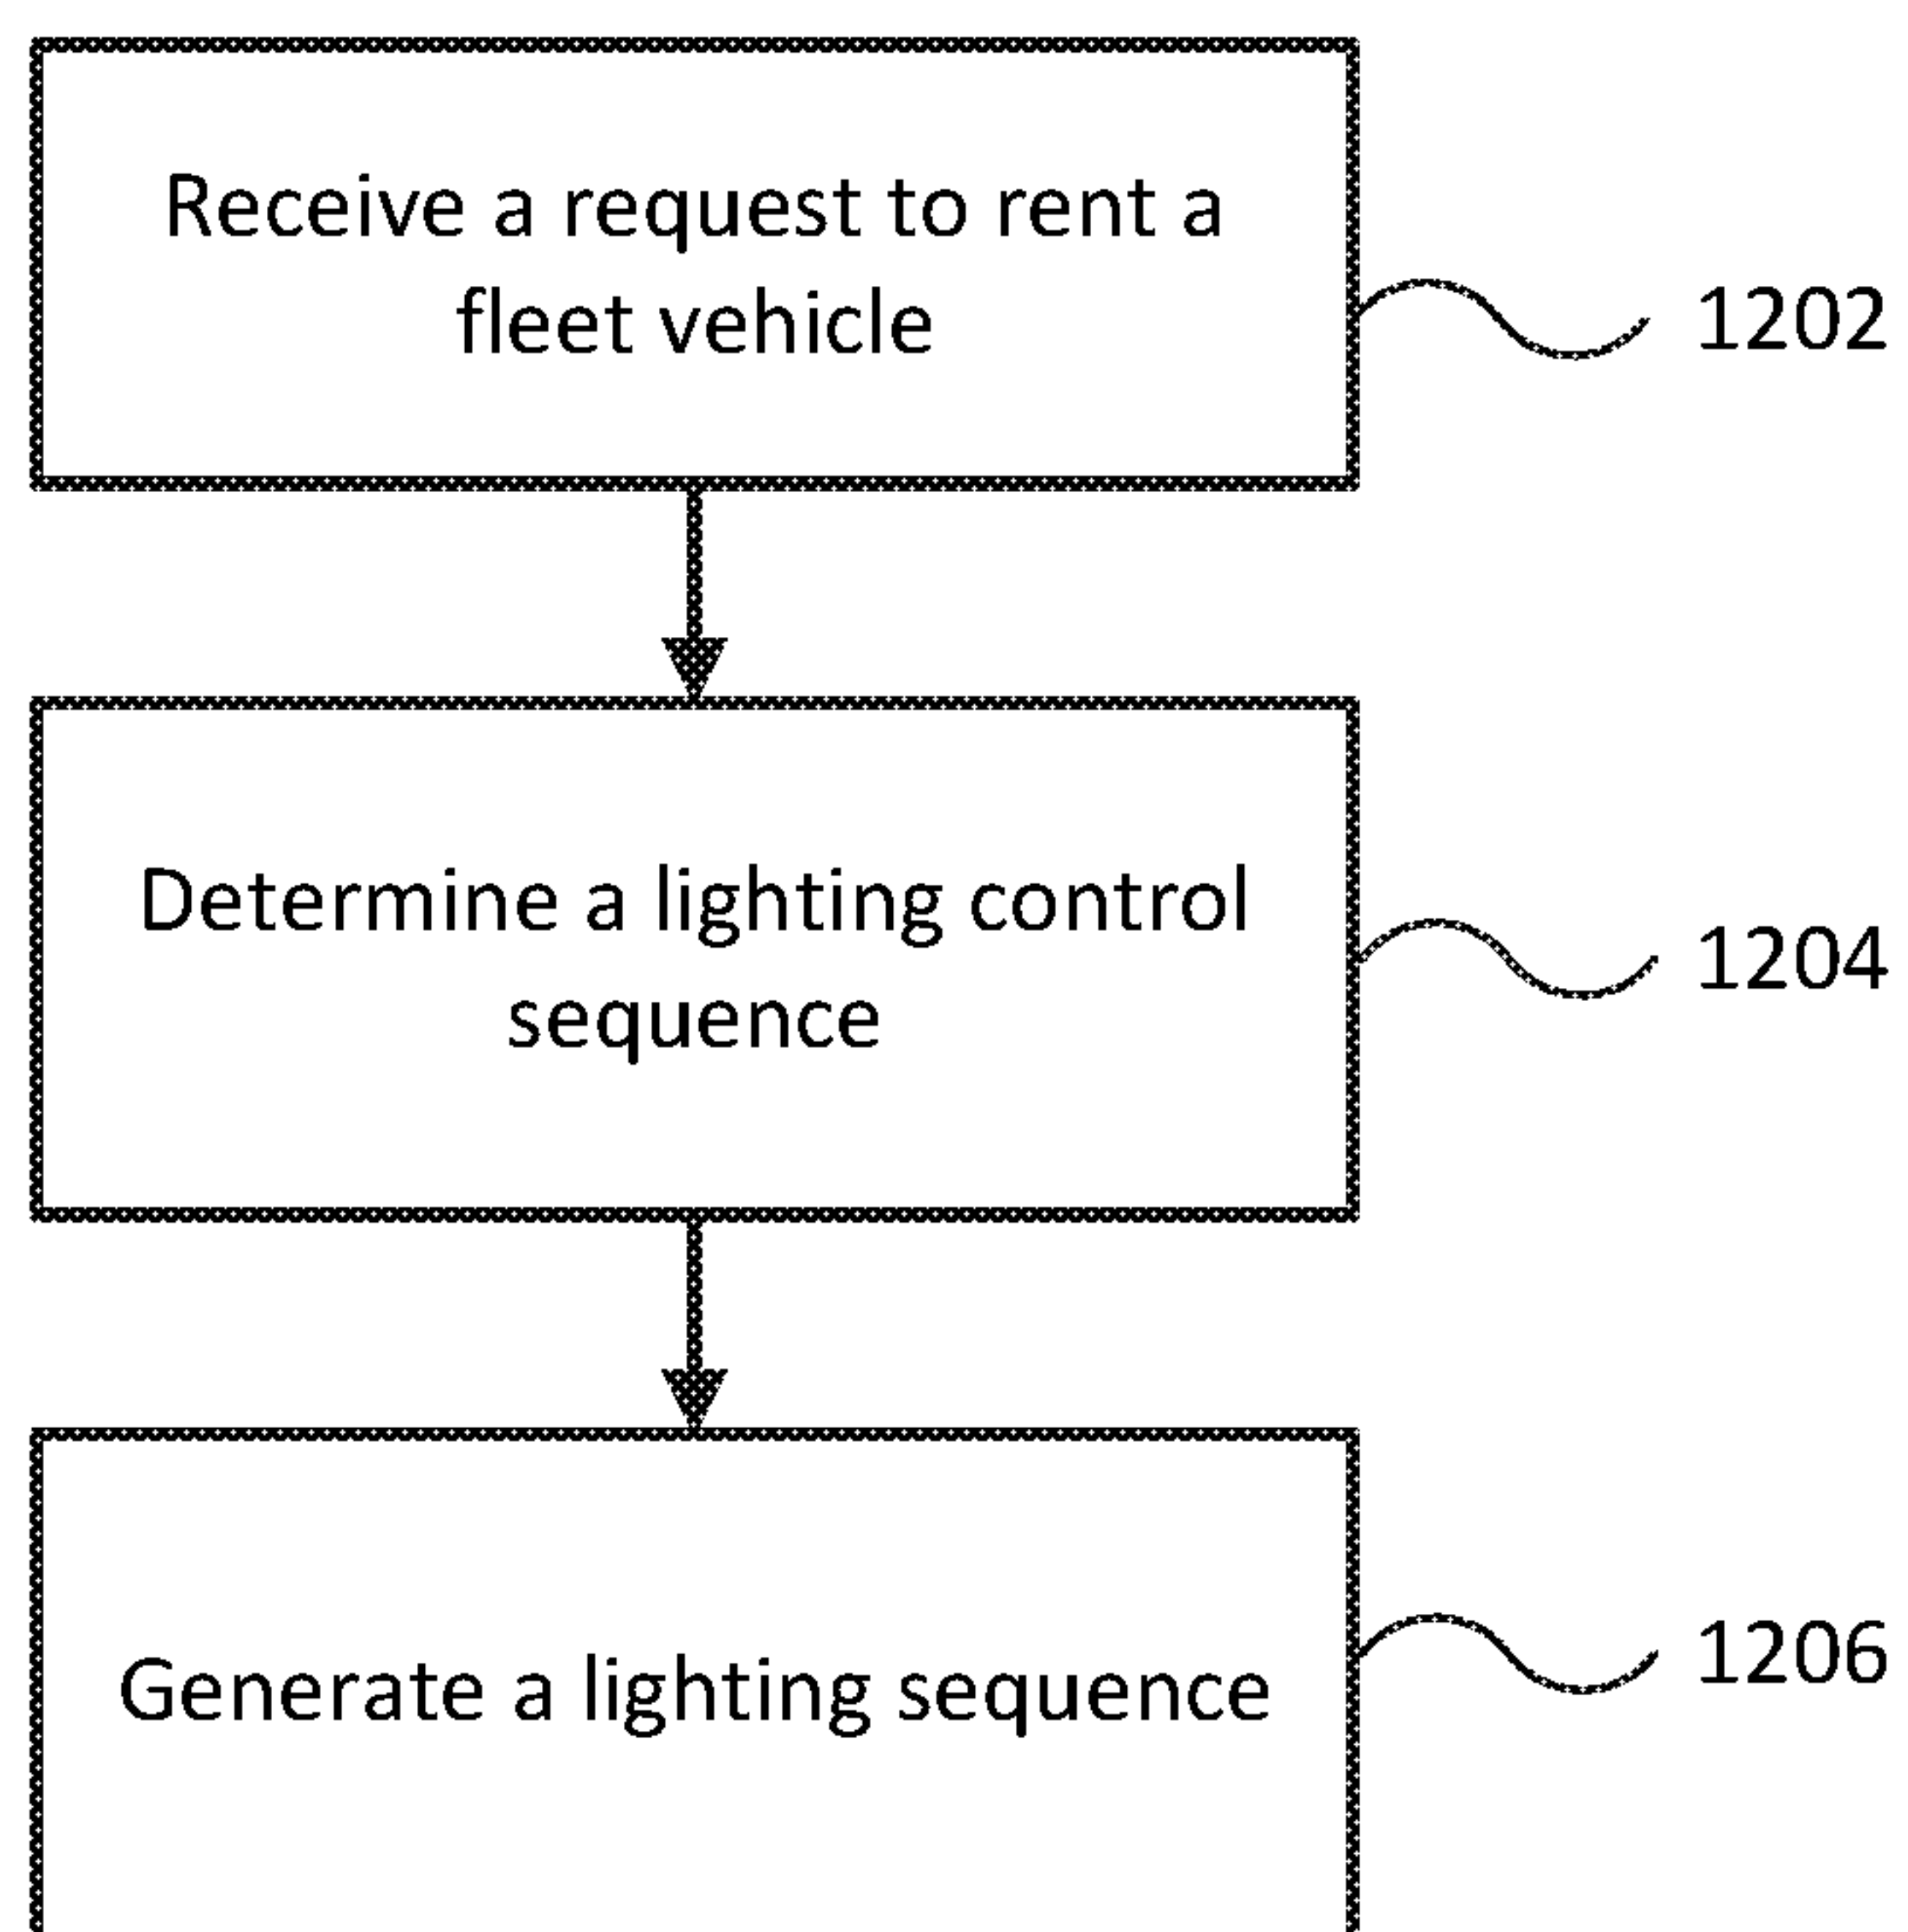 Receive a request to rent a
fleet vehicle
1202
Determine a lighting control
sequence
1204
Generate a lighting sequence
1206